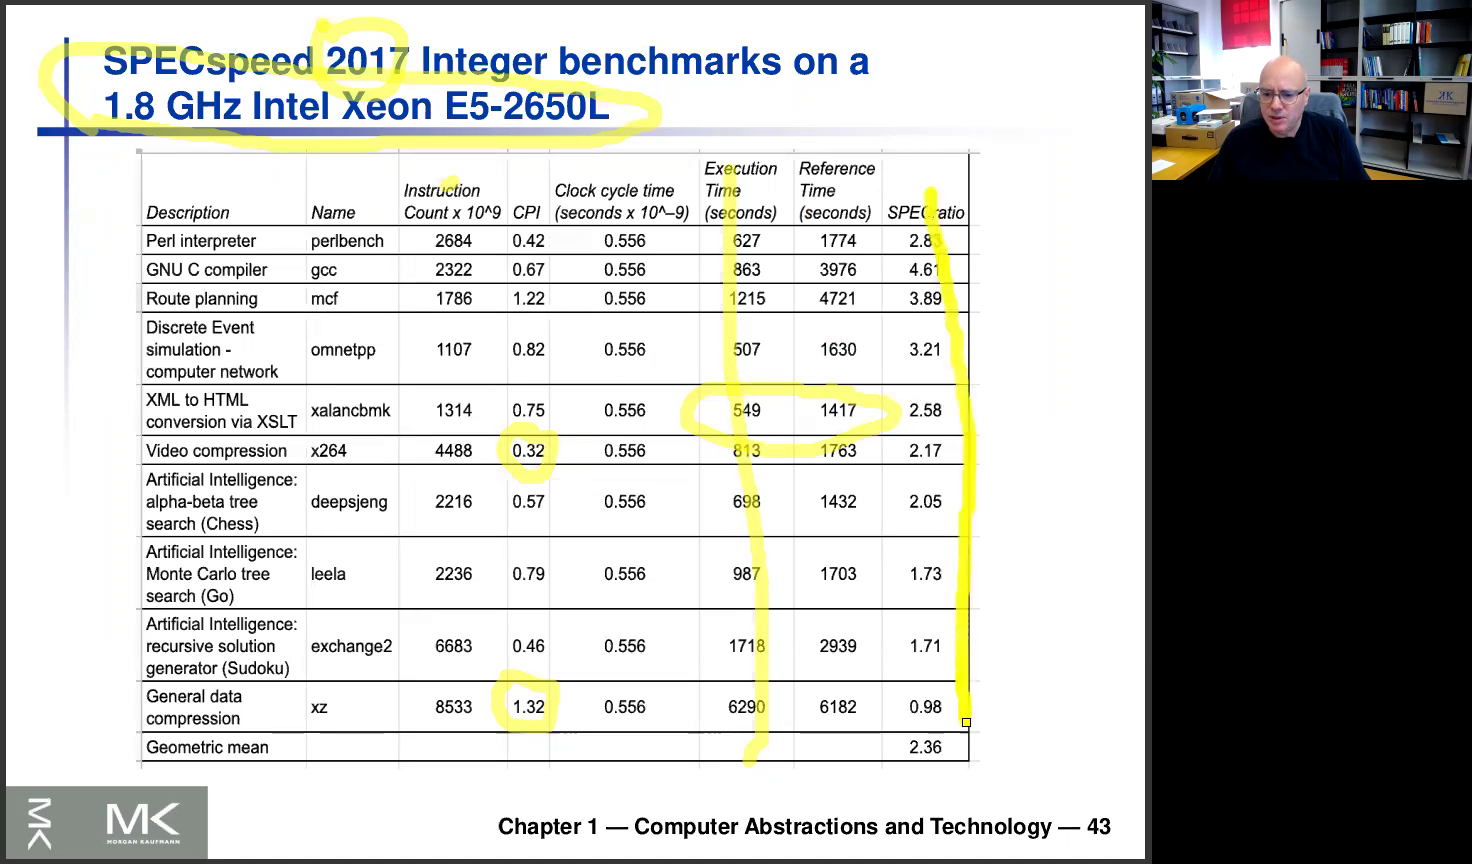 SPECspeed 2017 Integer benchmarks on a
1.8 GHz Intel Xeon E5-2650L
Description Name Instruction Count x 10^9 CPI Clock cycle time (seconds x 10^–9) Execution Time (seconds) Reference Time (seconds) SPECratio
Perl interpreter perlbench 2684 0.42 0.556 627 1774 2.83
GNU C compiler gcc 2322 0.67 0.556 863 3976 4.61
Route planning mcf 1786 1.22 0.556 1215 4721 3.89
Discrete Event simulation - computer network omnetpp 1107 0.82 0.556 507 1630 3.21
XML to HTML conversion via XSLT xalancbmk 1314 0.75 0.556 549 1417 2.58
Video compression x264 4488 0.32 0.556 813 1763 2.17
Artificial Intelligence: alpha-beta tree search (Chess) deepsjeng 2216 0.57 0.556 698 1432 2.05
Artificial Intelligence: Monte Carlo tree search (Go) leela 2236 0.79 0.556 987 1703 1.73
Artificial Intelligence: recursive solution generator (Sudoku) exchange2 6683 0.46 0.556 1718 2939 1.71
General data compression xz 8533 1.32 0.556 6290 6182 0.98
Geometric mean 2.36
MK
MK
MORGAN KAUFMANN
Chapter 1 — Computer Abstractions and Technology — 43